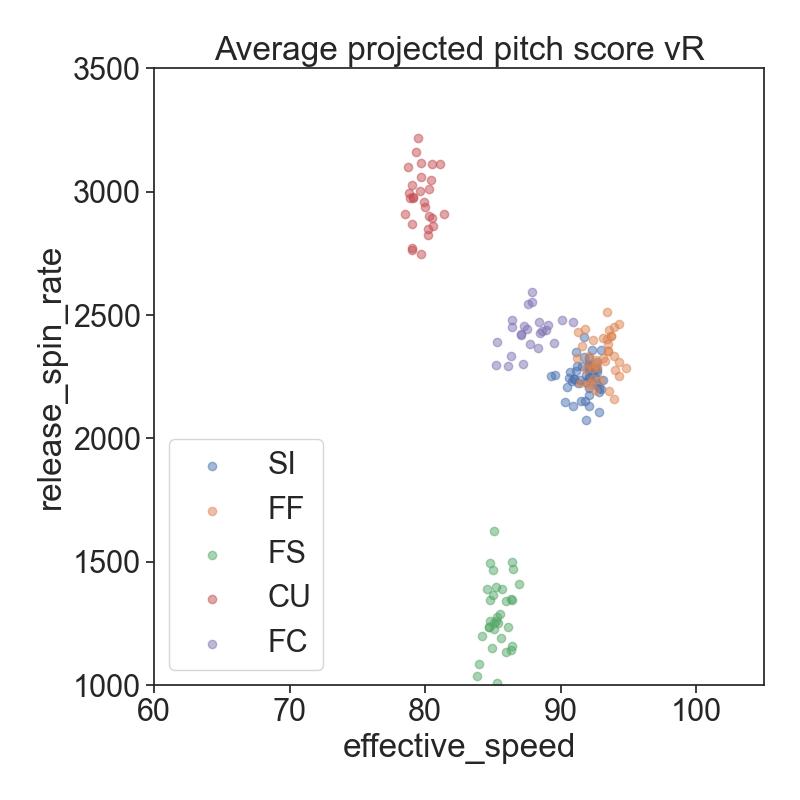 Average projected pitch score vR
3500
3000
2500
2000
1500
1000
release_spin_rate
SI
FF
FS
CU
FC
60 70 80 90 100
effective_speed